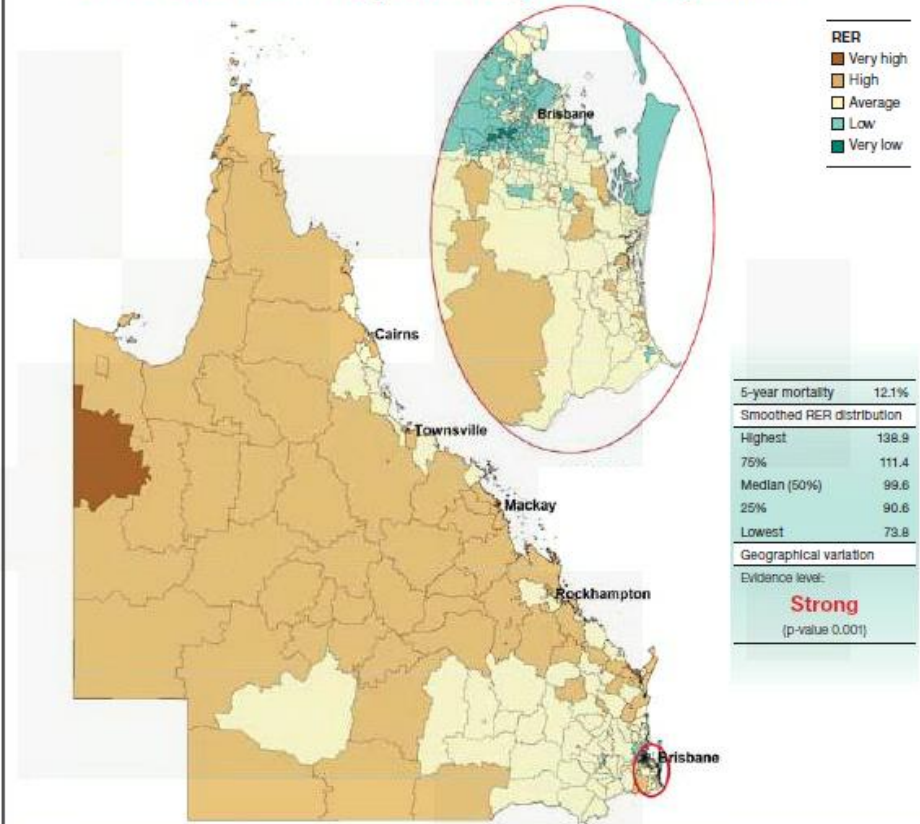 RER
Very high
High
Average
Low
Very low
Brisbane
Cairns
Townsville
Mackay
Rockhampton
Brisbane
5-year mortality 12.1%
Smoothed RER distribution
Highest 138.9
75% 111.4
Median (50%) 99.6
25% 90.6
Lowest 73.8
Geographical variation
Evidence level:
Strong
(p-value 0.001)